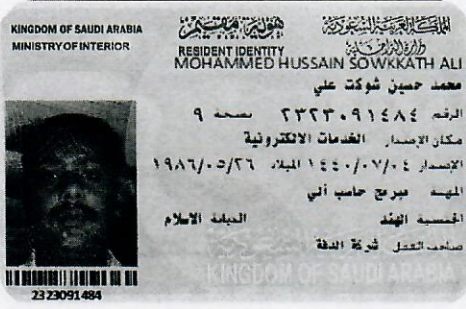 KINGDOM OF SAUDI ARABIA
MINISTRY OF INTERIOR
هوية مقيم
المملكة العربية السعودية
وزارة الداخلية
RESIDENT IDENTITY
MOHAMMED HUSSAIN SOWKKATH ALI
محمد حسين شوكت علي
الرقم ٢٣٢٣٠٩١٤٨٤ نسخة ٩
مكان الإصدار الخدمات الالكترونية
الإصدار ١٤٤٠/٠٧/٠٤ الميلاد ١٩٨٦/٠٥/٢٦
المهنة مبرمج حاسب آلي
الجنسية الهند الديانة الاسلام
صاحب العمل شركة الدقة
KINGDOM OF SAUDI ARABIA
2323091484